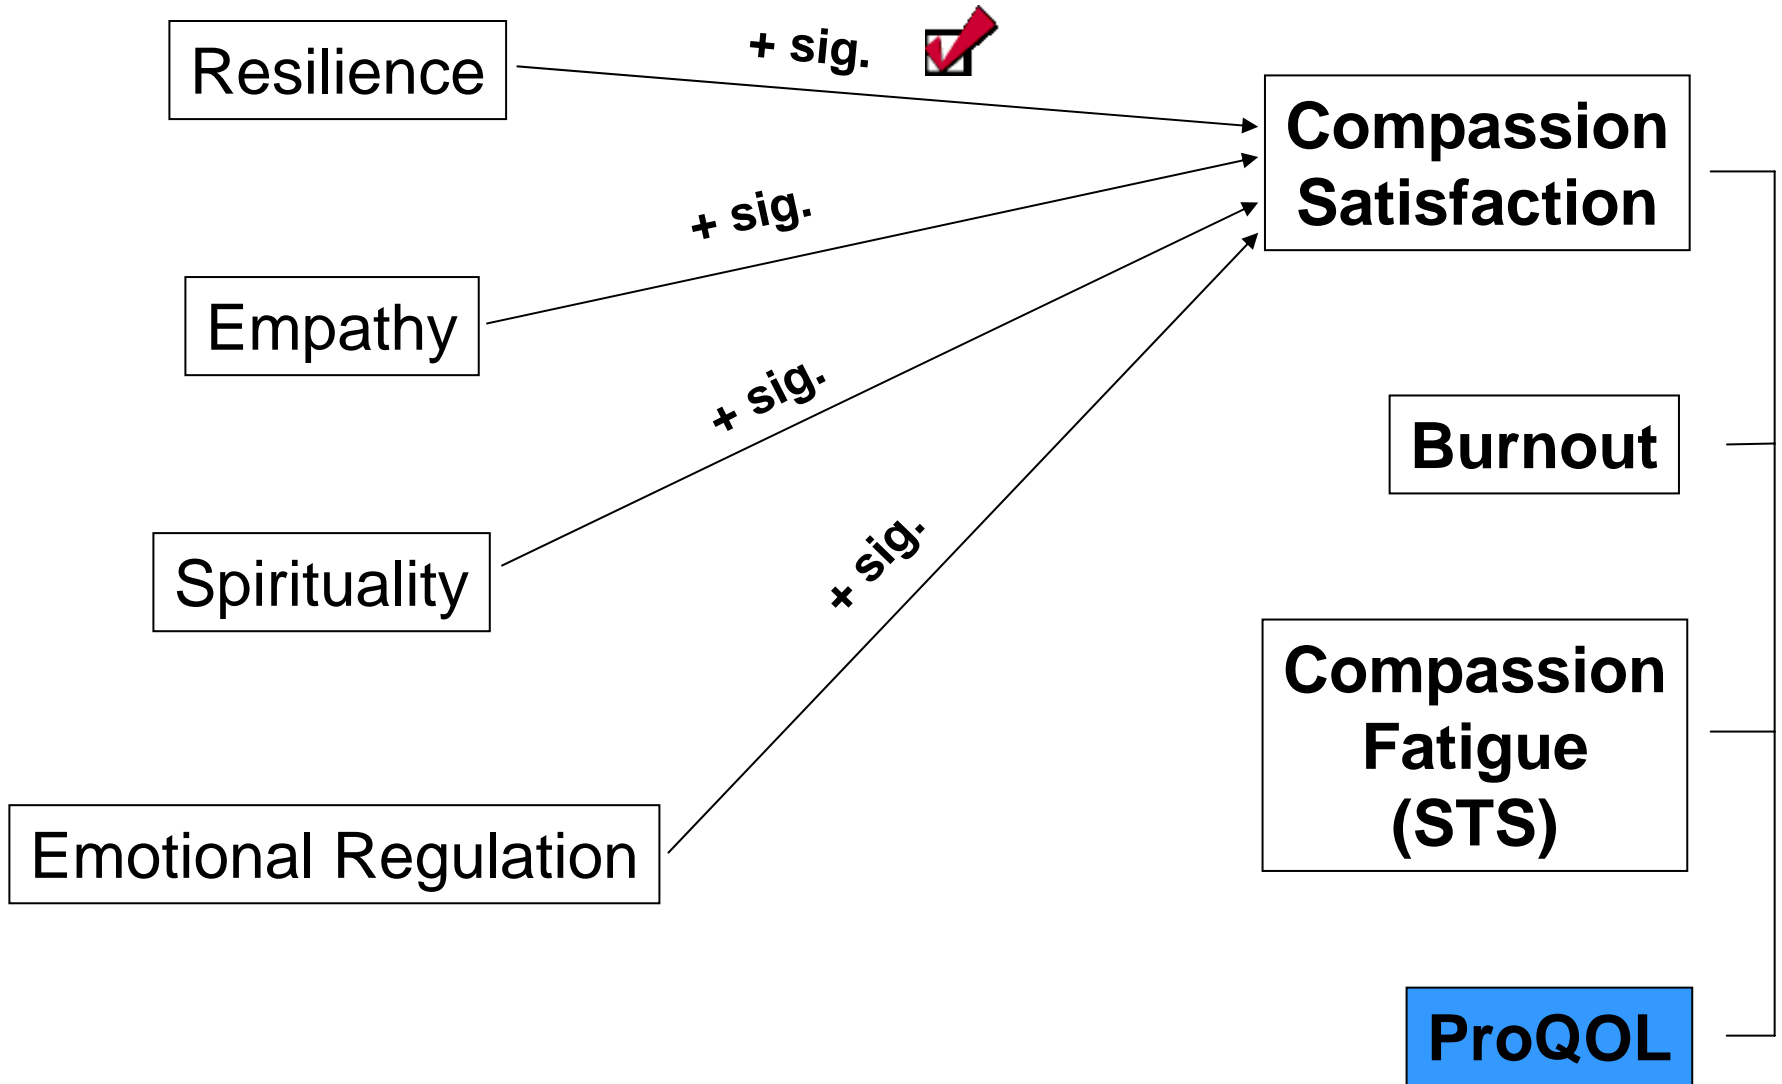 Resilience
+ sig.
Compassion
Satisfaction
+ sig.
Empathy
+ sig.
Burnout
Spirituality
+ sig.
Compassion
Fatigue
(STS)
Emotional Regulation
ProQOL